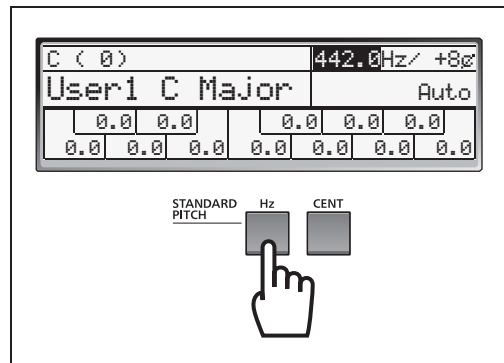 C ( 0) 442.0Hz/ +8¢
User1 C Major Auto
0.0 0.0 0.0 0.0 0.0
0.0 0.0 0.0 0.0 0.0 0.0 0.0
STANDARD PITCH Hz CENT